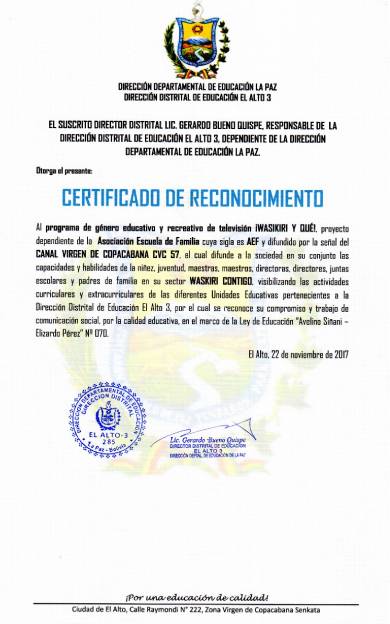 DIRECCIÓN DEPARTAMENTAL DE EDUCACIÓN LA PAZ
DIRECCIÓN DISTRITAL DE EDUCACIÓN EL ALTO 3
EL SUSCRITO DIRECTOR DISTRITAL LIC. GERARDO BUENO QUISPE, RESPONSABLE DE LA
DIRECCIÓN DISTRITAL DE EDUCACIÓN EL ALTO 3, DEPENDIENTE DE LA DIRECCIÓN
DEPARTAMENTAL DE EDUCACIÓN LA PAZ.
Otorga el presente:
CERTIFICADO DE RECONOCIMIENTO
Al programa de género educativo y recreativo de televisión ¡WASIKIRI Y QUÉ!, proyecto
dependiente de la Asociación Escuela de Familia cuya sigla es AEF y difundido por la señal del
CANAL VIRGEN DE COPACABANA CVC 57, el cual difunde a la sociedad en su conjunto las
capacidades y habilidades de la niñez, juventud, maestras, maestros, directoras, directores, juntas
escolares y padres de familia en su sector WASKIRI CONTIGO, visibilizando las actividades
curriculares y extracurriculares de las diferentes Unidades Educativas pertenecientes a la
Dirección Distrital de Educación El Alto 3, por el cual se reconoce su compromiso y trabajo de
comunicación social, por la calidad educativa, en el marco de la Ley de Educación "Avelino Siñani –
Elizardo Pérez" Nº 070.
El Alto, 22 de noviembre de 2017
DIRECCIÓN DEPARTAMENTAL DE EDUCACIÓN
DIRECCIÓN DISTRITAL
EL ALTO-3
285
La Paz - Bolivia
Lic. Gerardo Bueno Quispe
DIRECTOR DISTRITAL DE EDUCACIÓN
EL ALTO 3
DIRECCIÓN DEPTAL. DE EDUCACIÓN DE LA PAZ
¡Por una educación de calidad!
Ciudad de El Alto, Calle Raymondi N° 222, Zona Virgen de Copacabana Senkata